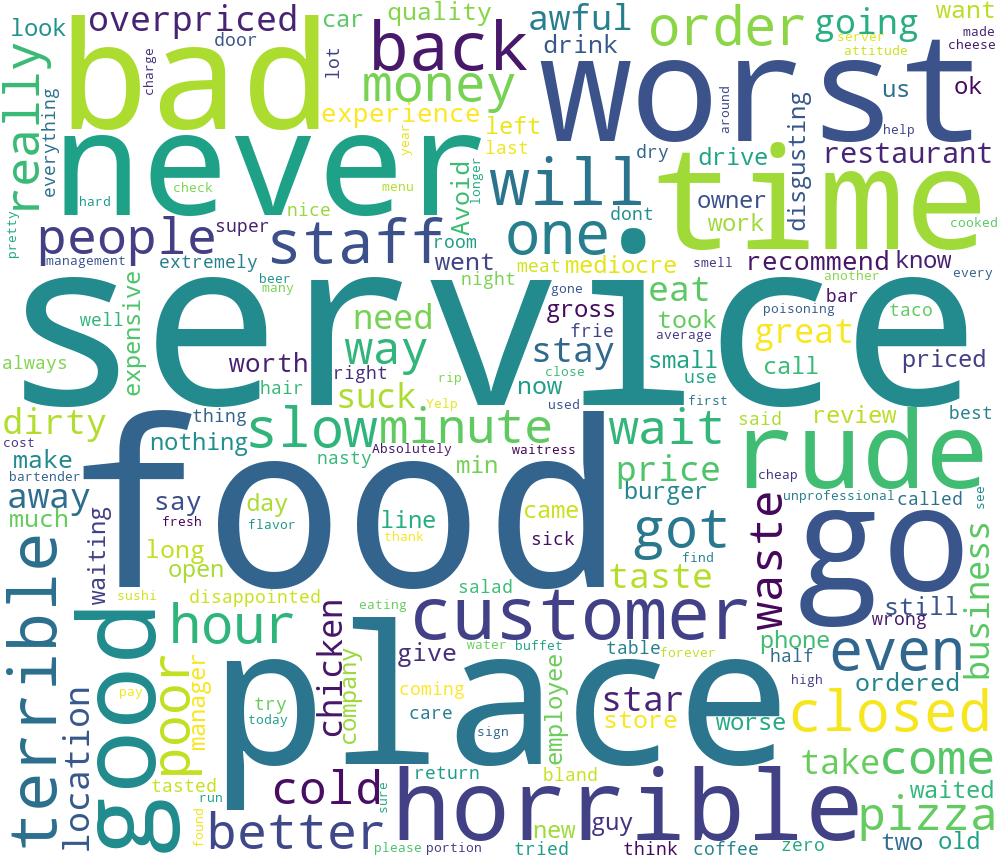 look
overpriced
car
quality
awful
order
going
want
really
bad
door
charge
lot
back
drink
worst
server
attitude
made
cheese
money
us
ok
everything
experience
left
around
disgusting
help
never
year
last
dry
drive
restaurant
hard
check
menu
longer
Avoid
will
time
owner
pretty
nice
dont
work
cooked
people
super
staff
room
one
management
extremely
went
meat
mediocre
smell
recommend
know
beer
many
night
gone
another
every
service
expensive
well
need
gross
eat
poisoning
bar
taco
always
worth
way
frie
took
average
great
hair
right
stay
small
call
priced
rip
close
now
use
dirty
suck
Yelp
used
first
thing
slow
minute
wait
said
review
best
cost
nothing
Absolutely
waitress
rude
make
nasty
min
price
cheap
bartender
food
away
say
day
came
burger
unprofessional
called
see
much
fresh
flavor
line
sick
got
go
waiting
long
thank
find
waste
business
terrible
open
salad
taste
sushi
disappointed
eating
customer
still
good
hour
wrong
chicken
water
buffet
table
forever
phone
even
poor
place
give
half
location
manager
company
employee
ordered
pay
try
coming
star
high
today
care
store
worse
closed
sign
tasted
cold
return
bland
take
come
run
sure
horrible
waited
found
better
new
guy
pizza
please
portion
tried
think
coffee
zero
two
old